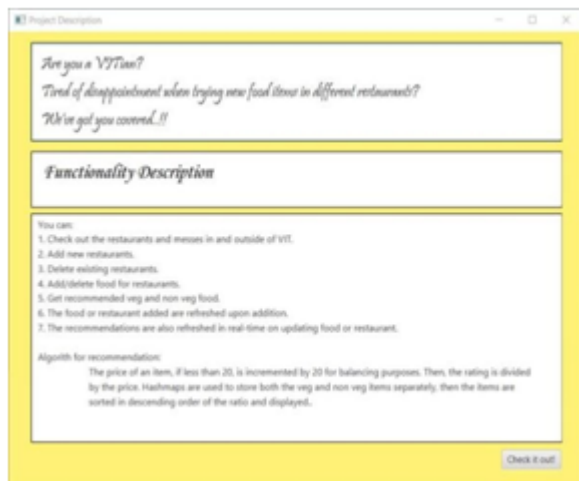 Project Description
Are you a VITian?
Tired of disappointment when trying new food items in different restaurants?
We've got you covered..!!
Functionality Description
You can:
1. Check out the restaurants and messes in and outside of VIT.
2. Add new restaurants.
3. Delete existing restaurants.
4. Add/delete food for restaurants.
5. Get recommended veg and non veg food.
6. The food or restaurant added are refreshed upon addition.
7. The recommendations are also refreshed in real-time on updating food or restaurant.
Algorith for recommendation:
The price of an item, if less than 20, is incremented by 20 for balancing purposes. Then, the rating is divided
by the price. Hashmaps are used to store both the veg and non veg items separately, then the items are
sorted in descending order of the ratio and displayed..
Check it out!